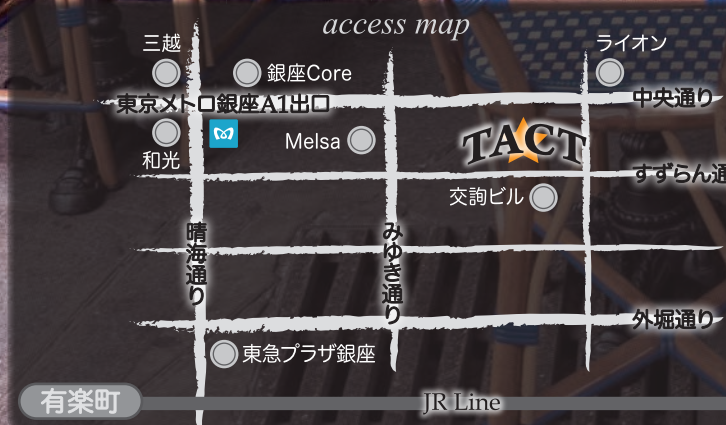 access map
三越
ライオン
銀座Core
中央通り
東京メトロ銀座A1出口
Melsa
TACT
和光
すずらん通
交詢ビル
晴海通り
みゆき通り
外堀通り
東急プラザ銀座
有楽町
JR Line